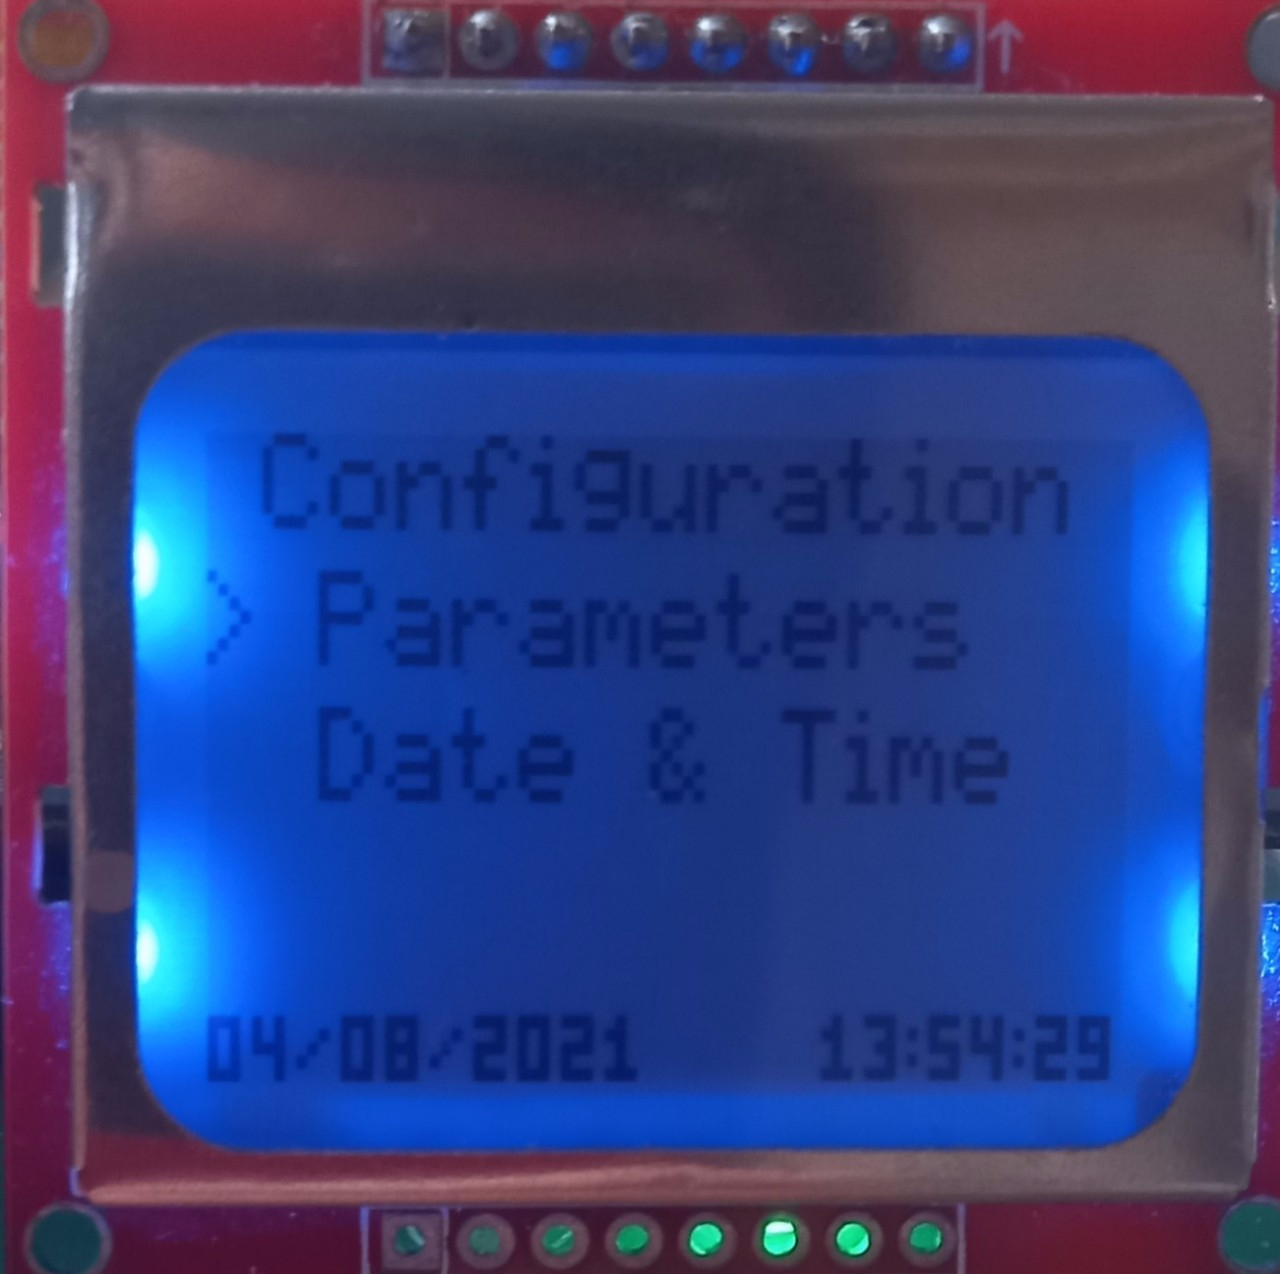 Configuration
> Parameters
Date & Time
04/08/2021 13:54:29